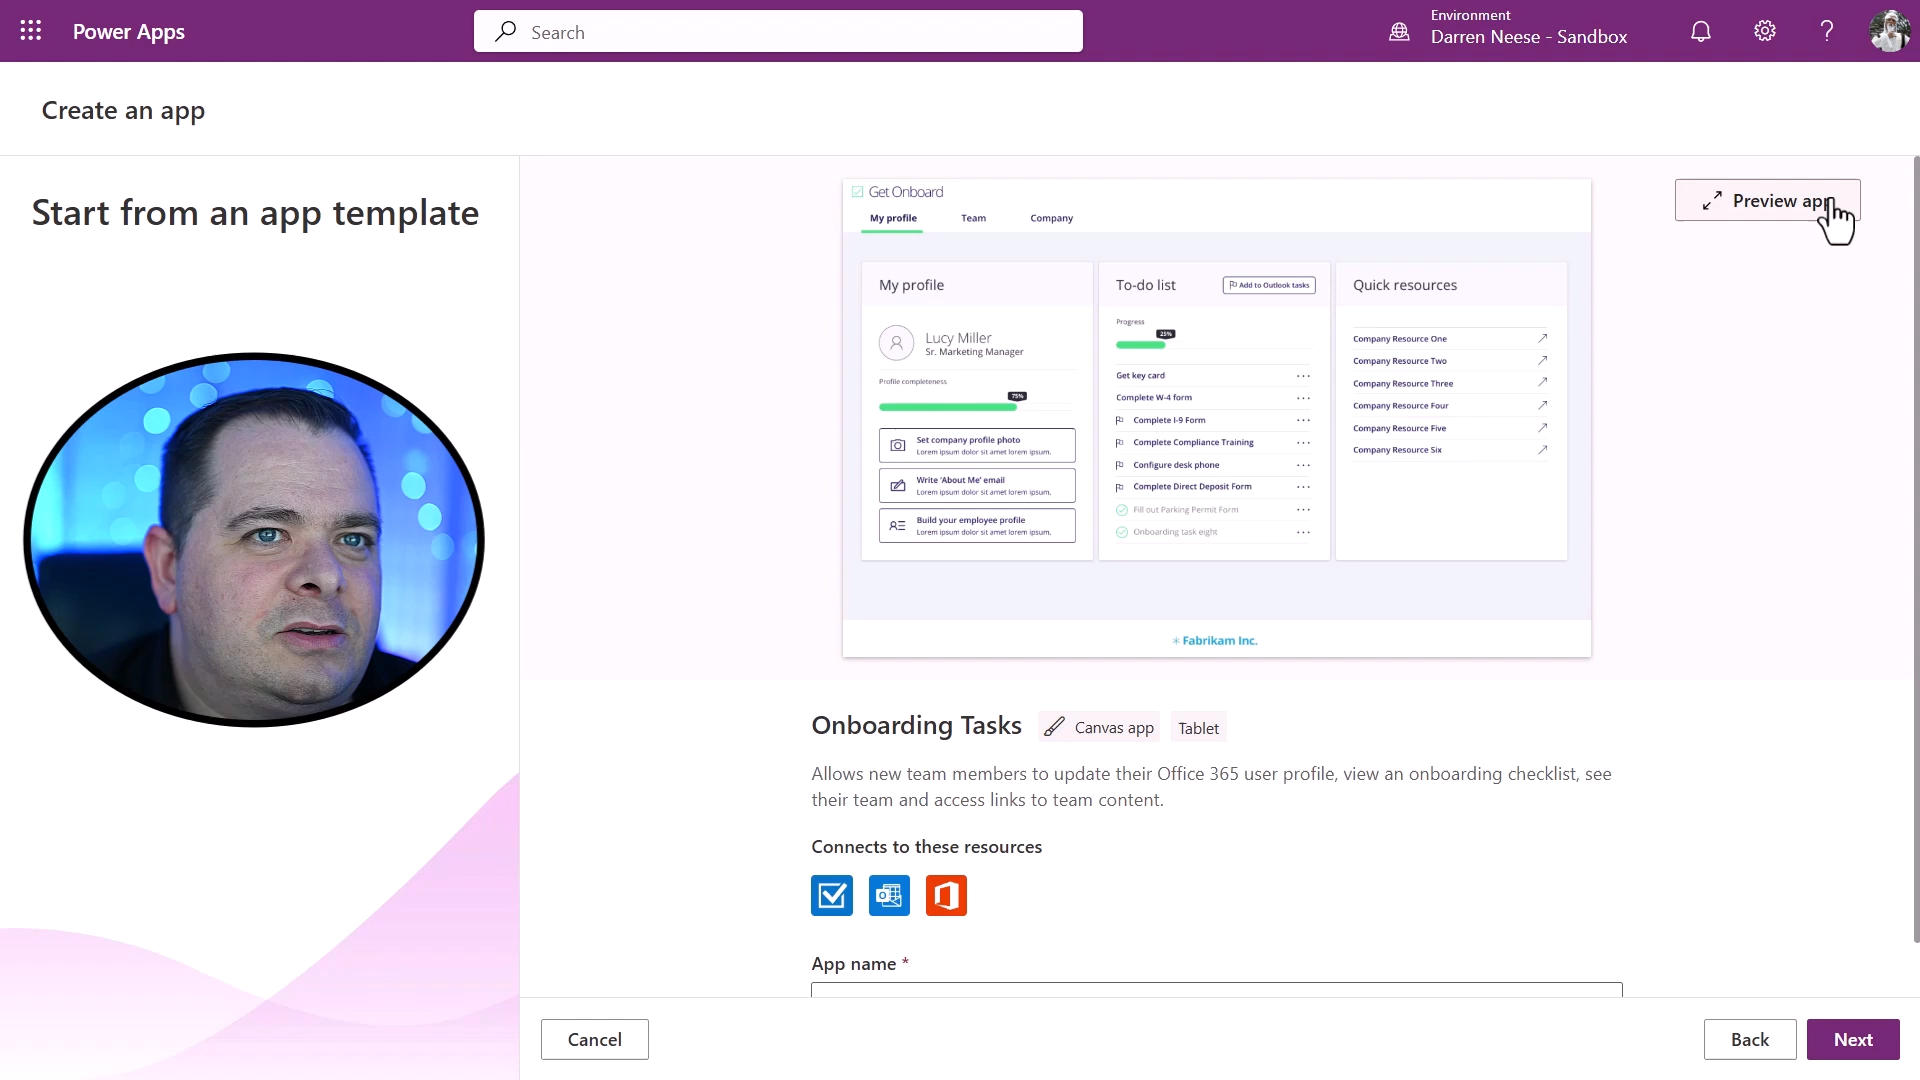 Power Apps
Search
Environment
Darren Neese - Sandbox
Create an app
Start from an app template
Preview app
Get Onboard
My profile
Team
Company
My profile
Lucy Miller
Sr. Marketing Manager
Profile completeness
75%
Set company profile photo
Lorem ipsum dolor sit amet lorem ipsum.
Write 'About Me' email
Lorem ipsum dolor sit amet lorem ipsum.
Build your employee profile
Lorem ipsum dolor sit amet lorem ipsum.
To-do list
Add to Outlook tasks
Progress
25%
Get key card
Complete W-4 form
Complete I-9 Form
Complete Compliance Training
Configure desk phone
Complete Direct Deposit Form
Fill out Parking Permit Form
Onboarding task eight
Quick resources
Company Resource One
Company Resource Two
Company Resource Three
Company Resource Four
Company Resource Five
Company Resource Six
Fabrikam Inc.
Onboarding Tasks
Canvas app
Tablet
Allows new team members to update their Office 365 user profile, view an onboarding checklist, see
their team and access links to team content.
Connects to these resources
App name *
Cancel
Back
Next